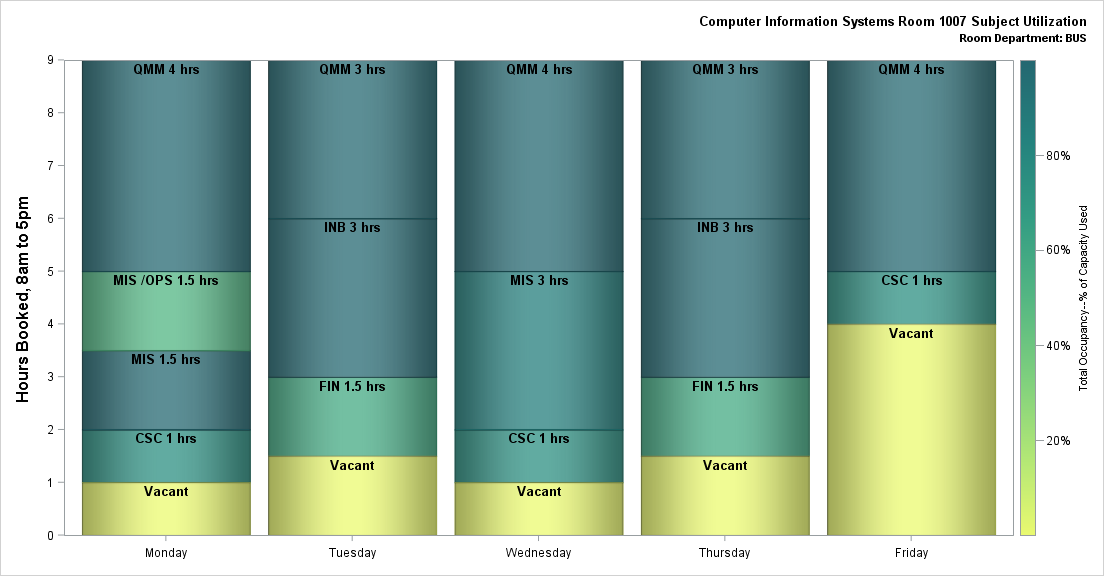 Computer Information Systems Room 1007 Subject Utilization
Room Department: BUS
Hours Booked, 8am to 5pm
9
8
7
6
5
4
3
2
1
0
QMM 4 hrs
MIS /OPS 1.5 hrs
MIS 1.5 hrs
CSC 1 hrs
Vacant
QMM 3 hrs
INB 3 hrs
FIN 1.5 hrs
Vacant
QMM 4 hrs
MIS 3 hrs
CSC 1 hrs
Vacant
QMM 3 hrs
INB 3 hrs
FIN 1.5 hrs
Vacant
QMM 4 hrs
CSC 1 hrs
Vacant
Monday
Tuesday
Wednesday
Thursday
Friday
80%
60%
40%
20%
Total Occupancy--% of Capacity Used